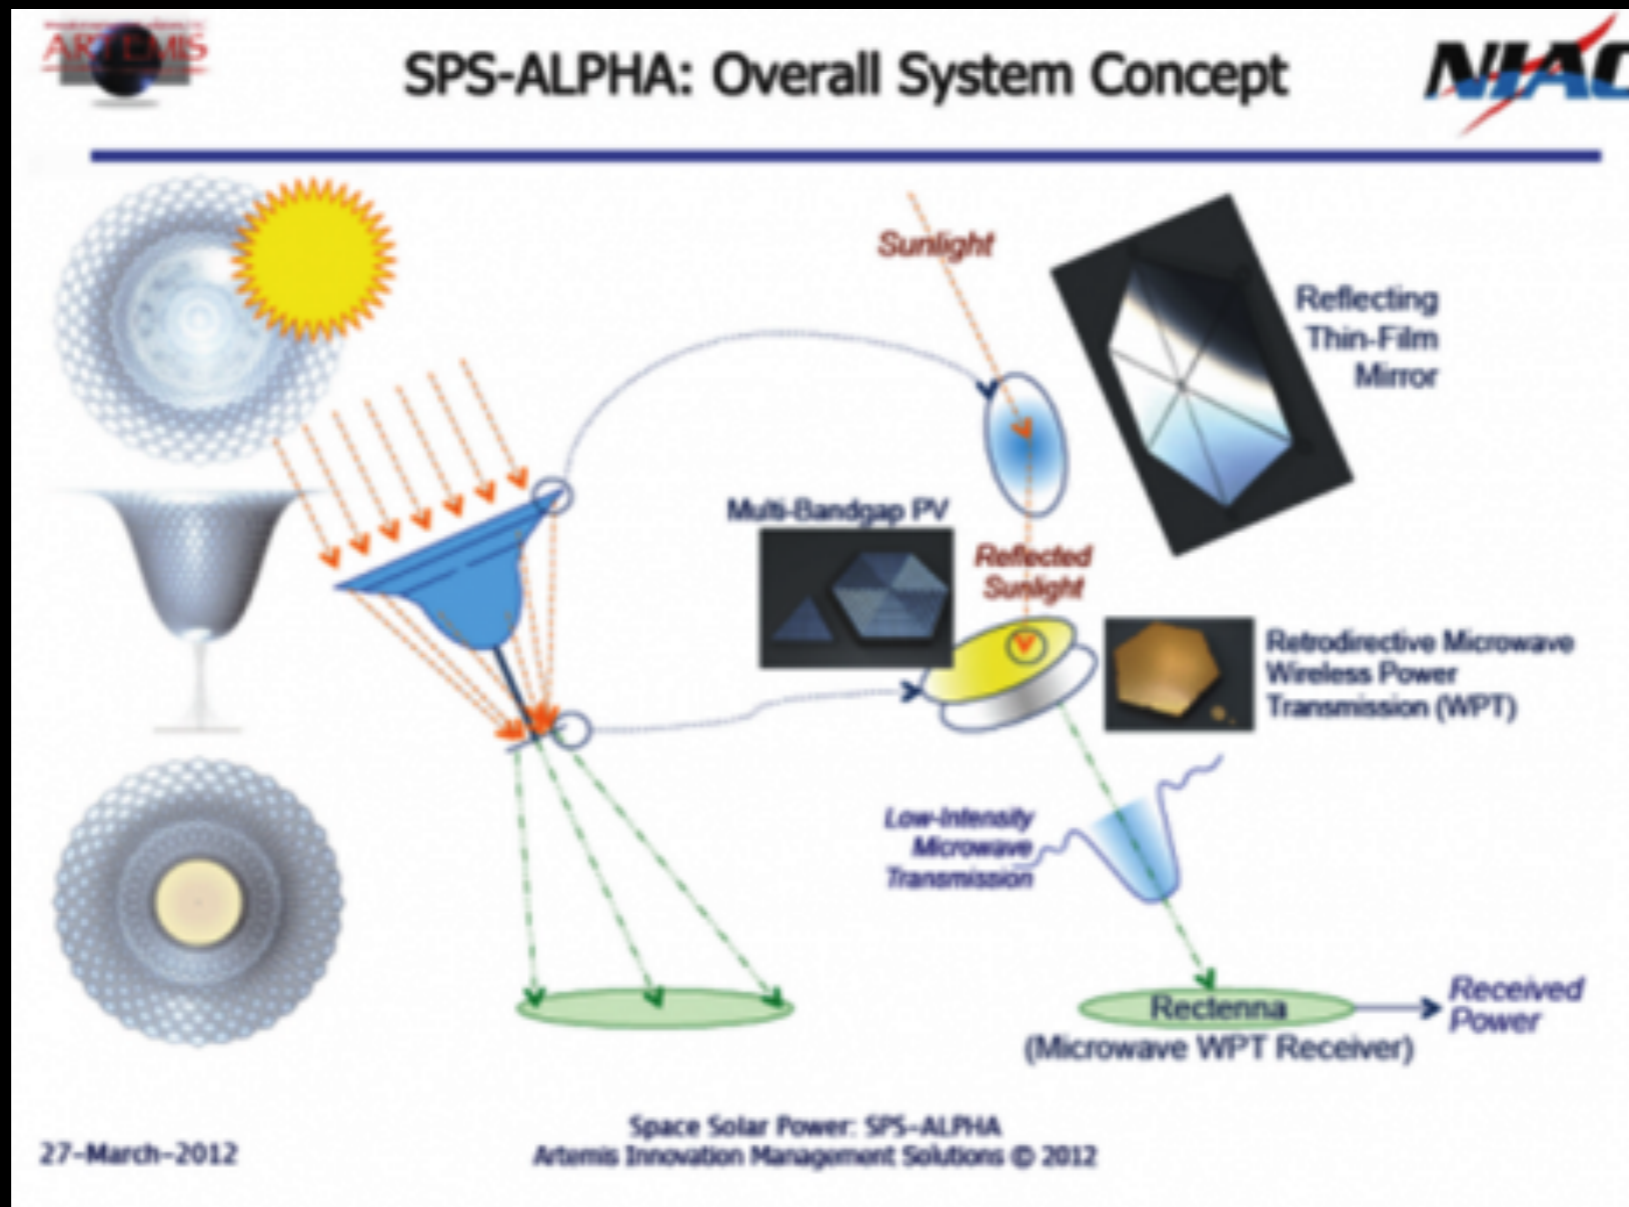 ARTEMIS
SPS-ALPHA: Overall System Concept
NIAC
Sunlight
Reflecting
Thin-Film
Mirror
Multi-Bandgap PV
Reflected
Sunlight
Retrodirective Microwave
Wireless Power
Transmission (WPT)
Low-Intensity
Microwave
Transmission
Rectenna
(Microwave WPT Receiver)
Received
Power
27-March-2012
Space Solar Power: SPS-ALPHA
Artemis Innovation Management Solutions © 2012